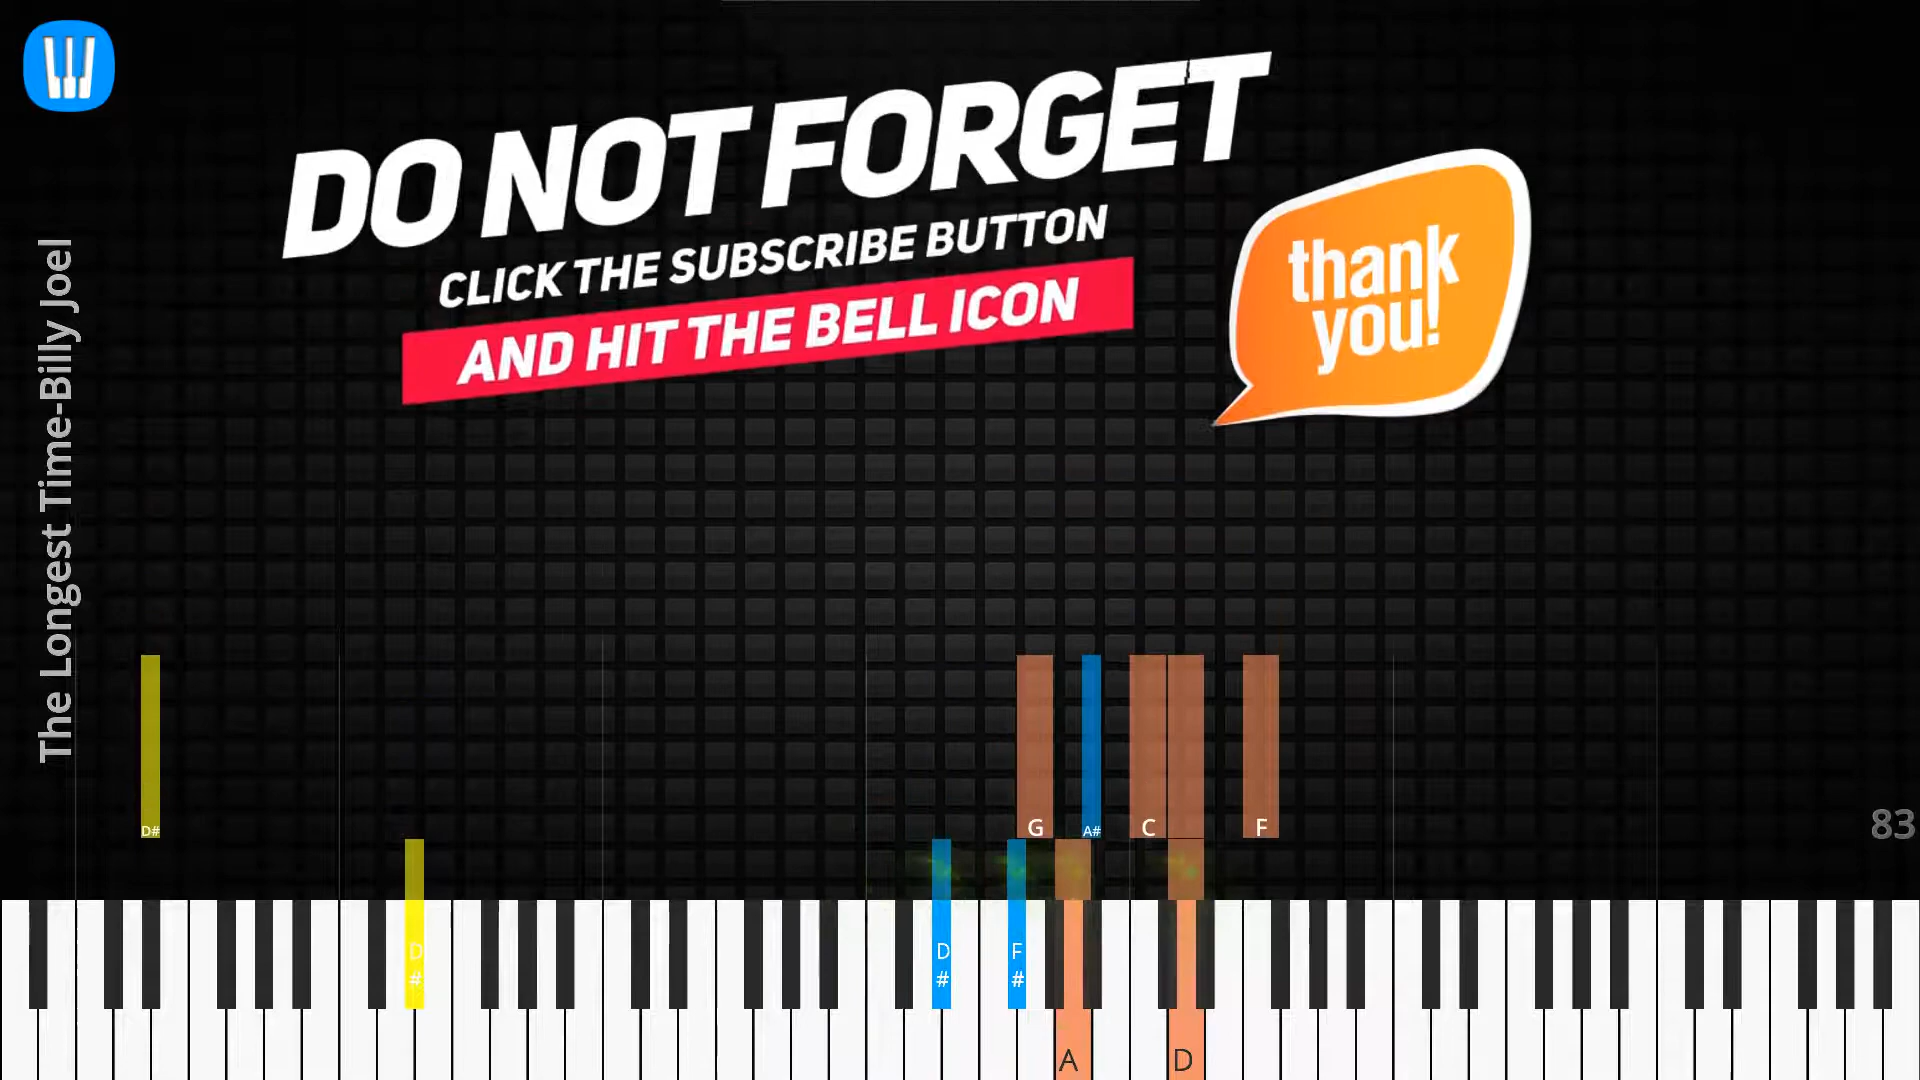 DO NOT FORGET
CLICK THE SUBSCRIBE BUTTON
AND HIT THE BELL ICON
thank
you!
The Longest Time-Billy Joel
83
D#
G
A#
C
F
D
#
D
#
F
#
A
D